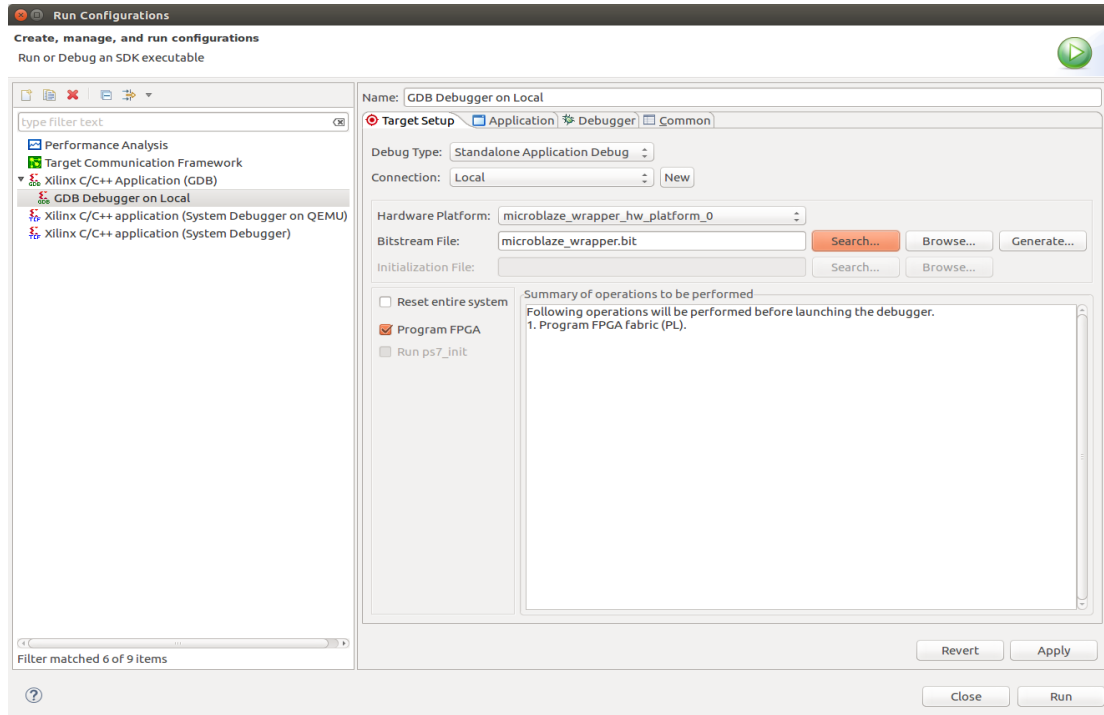 Run Configurations
Create, manage, and run configurations
Run or Debug an SDK executable
type filter text
Performance Analysis
Target Communication Framework
Xilinx C/C++ Application (GDB)
GDB Debugger on Local
Xilinx C/C++ application (System Debugger on QEMU)
Xilinx C/C++ application (System Debugger)
Filter matched 6 of 9 items
Name: GDB Debugger on Local
Target Setup Application Debugger Common
Debug Type: Standalone Application Debug
Connection: Local New
Hardware Platform: microblaze_wrapper_hw_platform_0
Bitstream File: microblaze_wrapper.bit Search... Browse... Generate...
Initialization File: Search... Browse...
Reset entire system
Program FPGA
Run ps7_init
Summary of operations to be performed
Following operations will be performed before launching the debugger.
1. Program FPGA fabric (PL).
Revert Apply
Close Run